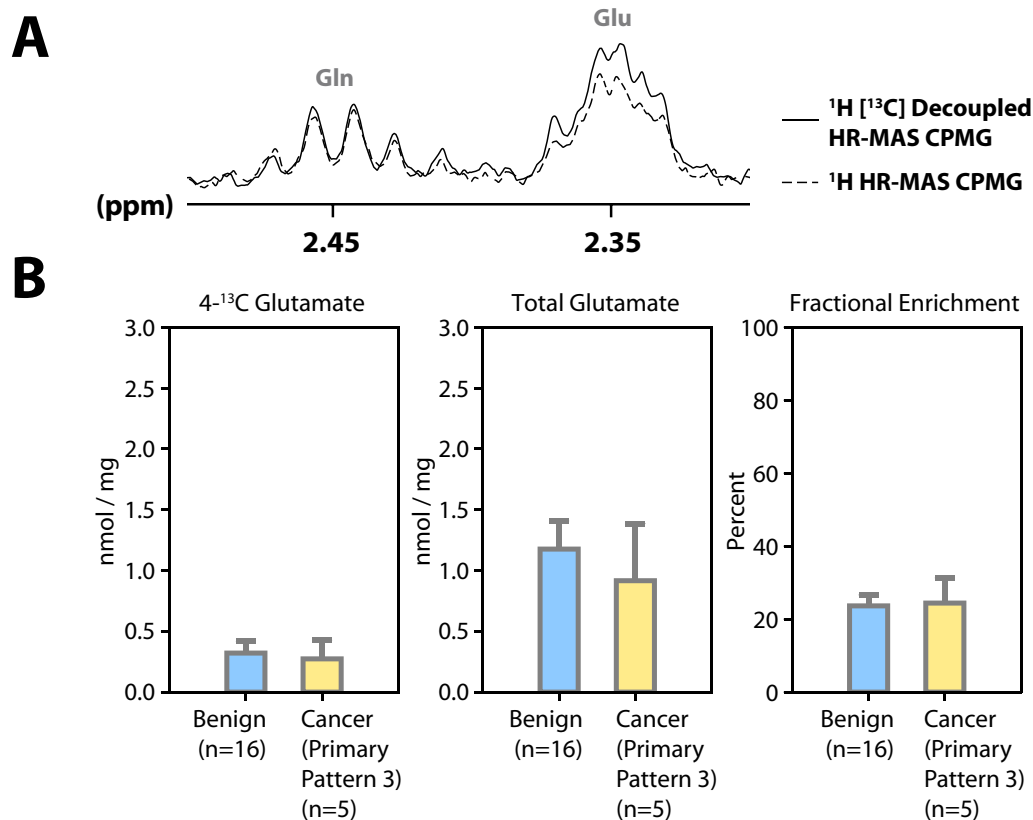 A
Gln
Glu
¹H [¹³C] Decoupled
HR-MAS CPMG
¹H HR-MAS CPMG
(ppm)
2.45
2.35
B
4-¹³C Glutamate
nmol / mg
3.0
2.5
2.0
1.5
1.0
0.5
0.0
Benign
(n=16)
Cancer
(Primary
Pattern 3)
(n=5)
Total Glutamate
nmol / mg
3.0
2.5
2.0
1.5
1.0
0.5
0.0
Benign
(n=16)
Cancer
(Primary
Pattern 3)
(n=5)
Fractional Enrichment
Percent
100
80
60
40
20
0
Benign
(n=16)
Cancer
(Primary
Pattern 3)
(n=5)